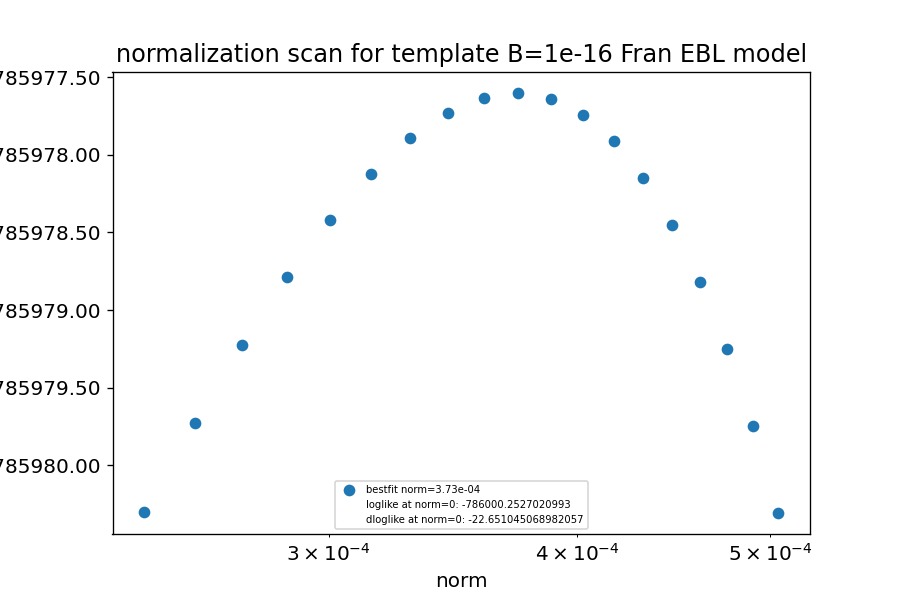 normalization scan for template B=1e-16 Fran EBL model
785977.50
785978.00
785978.50
785979.00
785979.50
785980.00
bestfit norm=3.73e-04
loglike at norm=0: -786000.2527020993
dloglike at norm=0: -22.651045068982057
3 × 10⁻⁴
4 × 10⁻⁴
5 × 10⁻⁴
norm